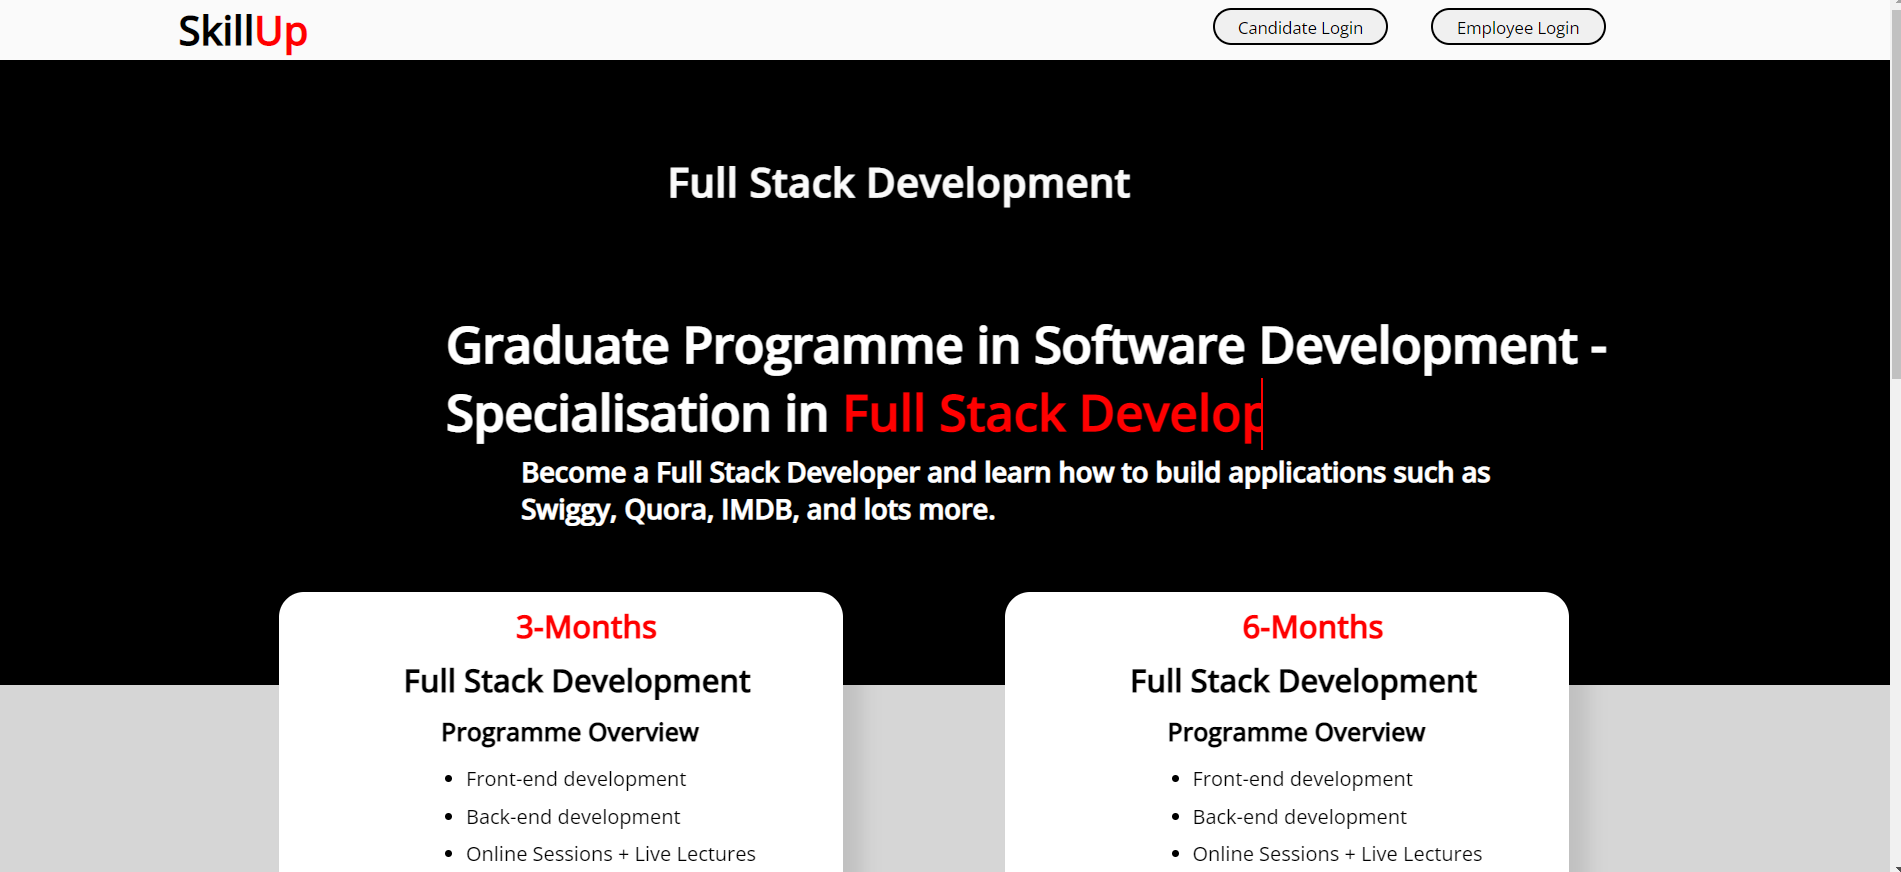 SkillUp
Candidate Login
Employee Login
Full Stack Development
Graduate Programme in Software Development -
Specialisation in Full Stack Develop
Become a Full Stack Developer and learn how to build applications such as
Swiggy, Quora, IMDB, and lots more.
3-Months
Full Stack Development
Programme Overview
• Front-end development
• Back-end development
• Online Sessions + Live Lectures
6-Months
Full Stack Development
Programme Overview
• Front-end development
• Back-end development
• Online Sessions + Live Lectures